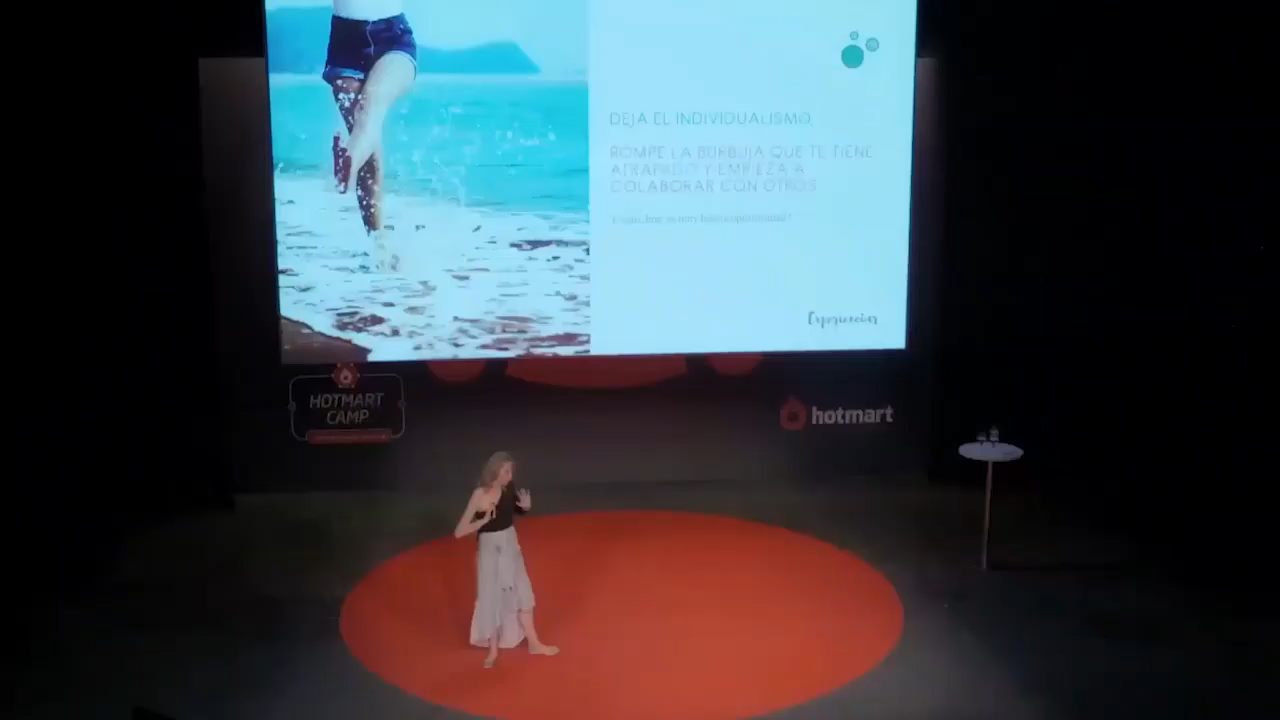 DEJA EL INDIVIDUALISMO,
ROMPE LA BURBUJA QUE TE TIENE
ATRAPADO Y EMPIEZA A
COLABORAR CON OTROS
HOTMART
CAMP
hotmart